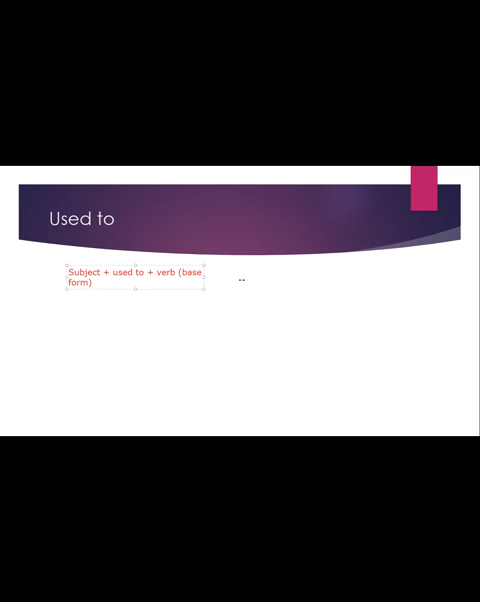 Used to
Subject + used to + verb (base
form)
--